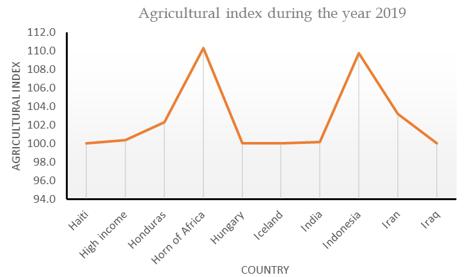 Agricultural index during the year 2019
AGRICULTURAL INDEX
112.0
110.0
108.0
106.0
104.0
102.0
100.0
98.0
96.0
94.0
Haiti
High income
Honduras
Horn of Africa
Hungary
Iceland
India
Indonesia
Iran
Iraq
COUNTRY